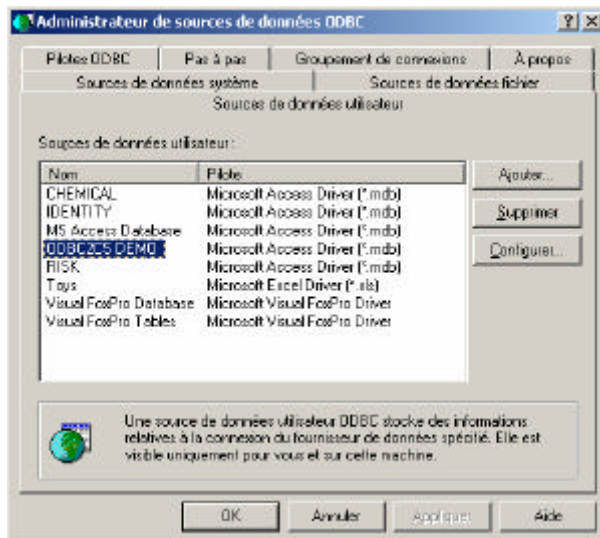 Administrateur de sources de données ODBC
Pilotes ODBC Pas à pas Groupement de connexions À propos
Sources de données système Sources de données fichier
Sources de données utilisateur
Sources de données utilisateur :
Nom Pilote Ajouter...
CHEMICAL Microsoft Access Driver (*.mdb)
IDENTITY Microsoft Access Driver (*.mdb) Supprimer
MS Access Database Microsoft Access Driver (*.mdb)
ODBC2CS DEMO Microsoft Access Driver (*.mdb) Configurer...
RISK Microsoft Access Driver (*.mdb)
Toys Microsoft Excel Driver (*.xls)
Visual FoxPro Database Microsoft Visual FoxPro Driver
Visual FoxPro Tables Microsoft Visual FoxPro Driver
Une source de données utilisateur ODBC stocke des informations
relatives à la connexion du fournisseur de données spécifié. Elle est
visible uniquement pour vous et sur cette machine.
OK Annuler Appliquer Aide